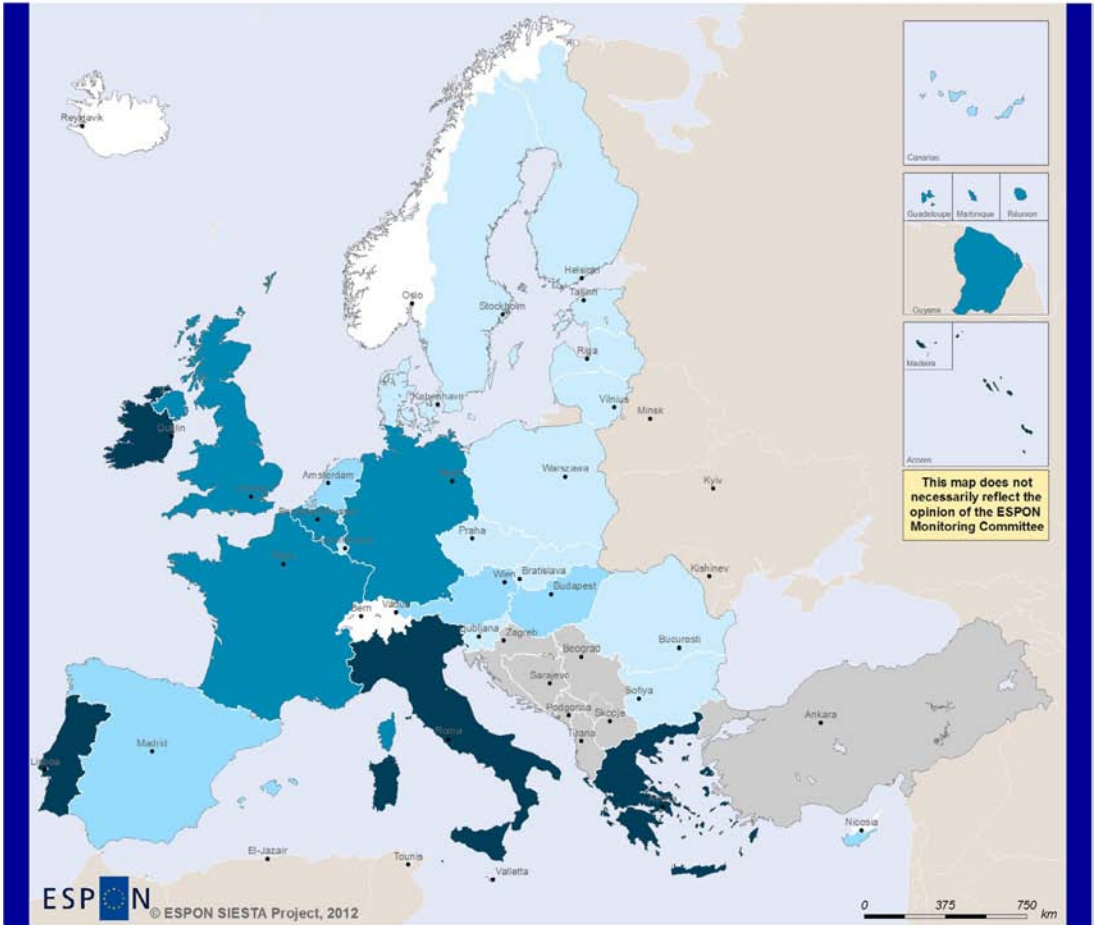 Reykjavik
Canarias
Guadeloupe
Martinique
Réunion
Guyane
Madeira
Azores
Oslo
Helsinki
Tallinn
Stockholm
Riga
København
Vilnius
Minsk
Dublin
Amsterdam
Warszawa
Kyiv
Praha
Kishinev
Wien
Bratislava
Budapest
Bern
Vaduz
Ljubljana
Zagreb
Beograd
Bucuresti
Sarajevo
Sofiya
Podgorica
Skopje
Tirana
Ankara
Roma
Madrid
Lisboa
Nicosia
El-Jazair
Tounis
Valletta
This map does not
necessarily reflect the
opinion of the ESPON
Monitoring Committee
ESPON
© ESPON SIESTA Project, 2012
0 375 750
km